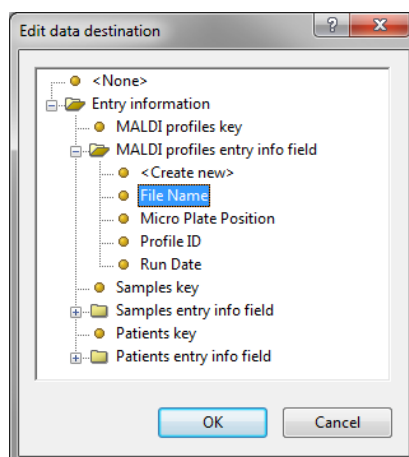 Edit data destination
?
<None>
Entry information
MALDI profiles key
MALDI profiles entry info field
<Create new>
File Name
Micro Plate Position
Profile ID
Run Date
Samples key
Samples entry info field
Patients key
Patients entry info field
OK Cancel